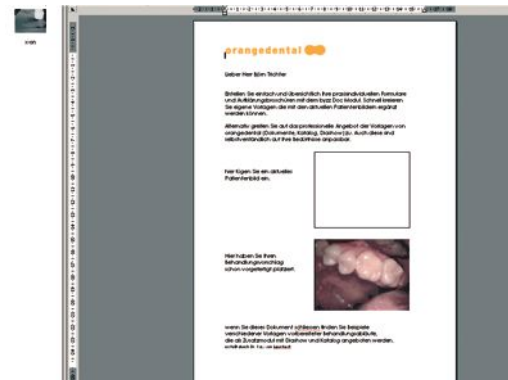 orangedental
Lieber Herr Björn Trichter
Erstellen Sie einfach und übersichtlich Ihre praxisindividuellen Formulare
und Aufklärungsbroschüren mit dem byzz Doc Modul. Schnell kreieren
Sie eigene Vorlagen die mit den aktuellen Patientenbildern ergänzt
werden können.
Alternativ greifen Sie auf das professionelle Angebot der Vorlagen von
orangedental (Dokumente, Katalog, Diashow) zu. Auch diese sind
selbstverständlich auf Ihre Bedürfnisse anpassbar.
hier fügen Sie ein aktuelles
Patientenbild ein.
Hier haben Sie Ihren
Behandlungsvorschlag
schon vorgefertigt platziert.
wenn Sie dieses Dokument schliessen finden Sie Beispiele
verschiedener Vorlagen vorbereiteter Behandlungsabläufe,
die als Zusatzmodul mit Diashow und Katalog angeboten werden.